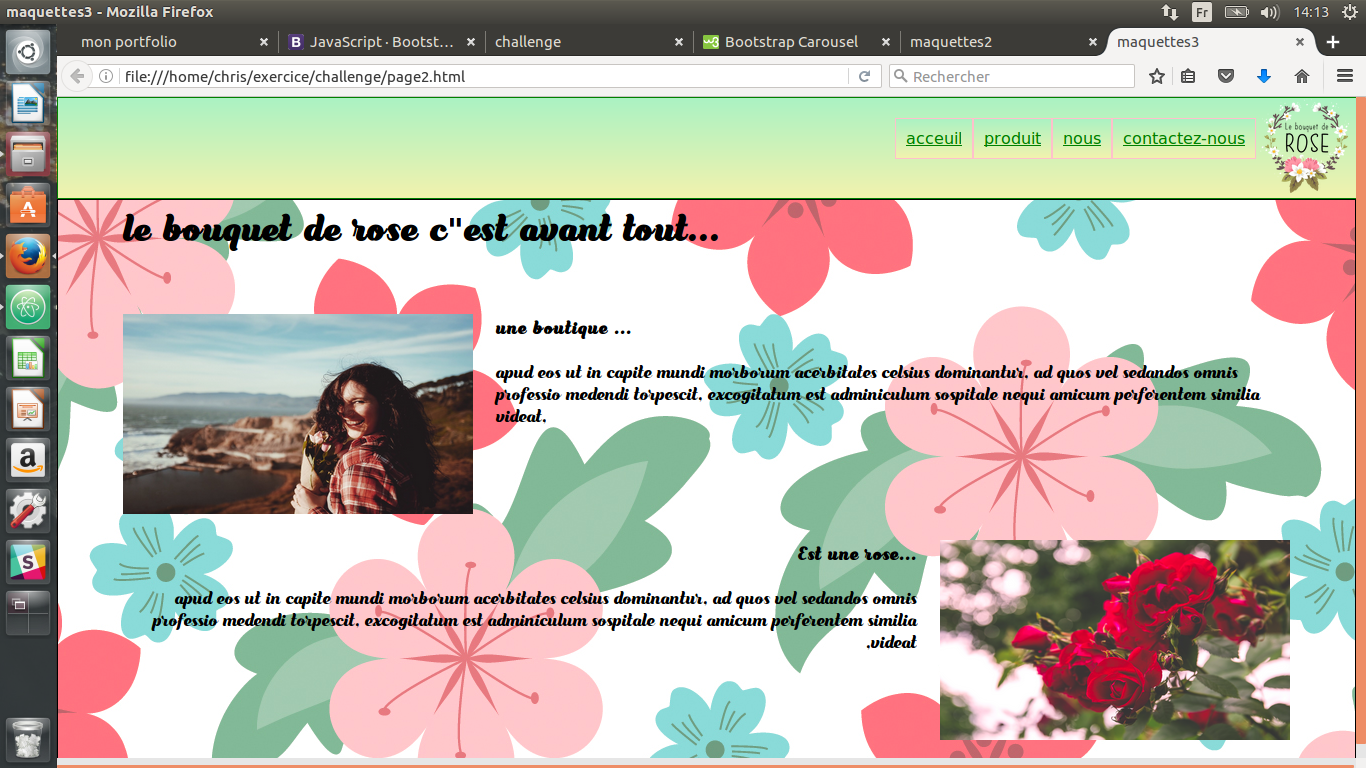 maquettes3 - Mozilla Firefox
Fr
14:13
mon portfolio
JavaScript · Bootst…
challenge
Bootstrap Carousel
maquettes2
maquettes3
file:///home/chris/exercice/challenge/page2.html
Rechercher
acceuil
produit
nous
contactez-nous
Le bouquet de
ROSE
le bouquet de rose c"est avant tout...
une boutique ...
apud eos ut in capite mundi morborum acerbitates celsius dominantur, ad quos vel sedandos omnis
professio medendi torpescit, excogitatum est adminiculum sospitale nequi amicum perferentem similia
videat.
Est une rose...
apud eos ut in capite mundi morborum acerbitates celsius dominantur, ad quos vel sedandos omnis
professio medendi torpescit, excogitatum est adminiculum sospitale nequi amicum perferentem similia
.videat